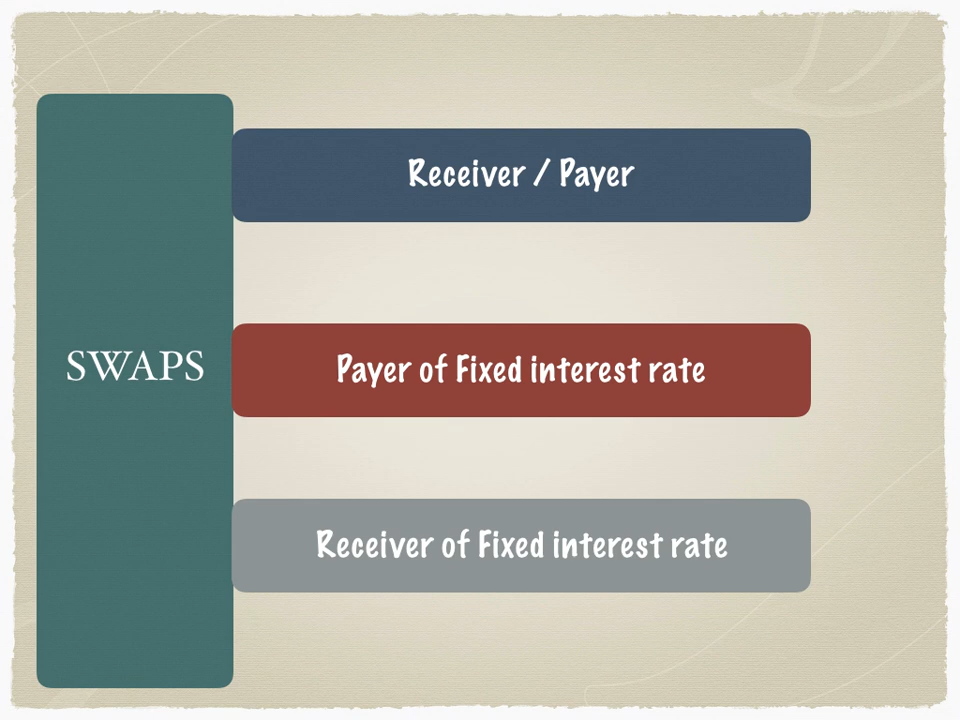 Receiver / Payer
SWAPS
Payer of Fixed interest rate
Receiver of Fixed interest rate